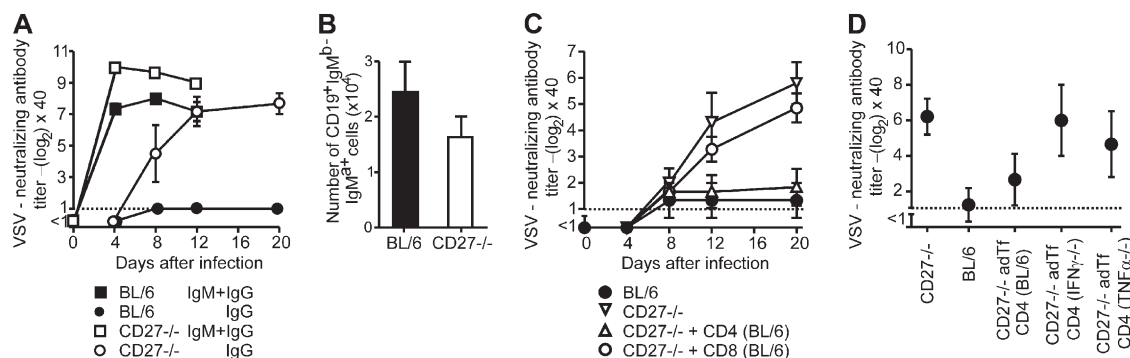 A
VSV - neutralizing antibody
titer –(log₂) x 40
11
9
7
5
3
1
<1
0 4 8 12 20
Days after infection
■ BL/6 IgM+IgG
● BL/6 IgG
□ CD27-/- IgM+IgG
○ CD27-/- IgG
B
Number of CD19⁺IgMᵇ⁻
IgMᵃ⁺ cells (x10⁴)
3
2
1
0
BL/6 CD27-/-
C
VSV - neutralizing antibody
titer –(log₂) x 40
7
6
5
4
3
2
1
<1
0 4 8 12 20
Days after infection
● BL/6
▽ CD27-/-
△ CD27-/- + CD4 (BL/6)
○ CD27-/- + CD8 (BL/6)
D
VSV - neutralizing antibody
titer –(log₂) x 40
10
8
6
4
2
<1
CD27-/-
BL/6
CD27-/- adTf
CD4 (BL/6)
CD27-/- adTf
CD4 (IFNγ-/-)
CD27-/- adTf
CD4 (TNFα-/-)